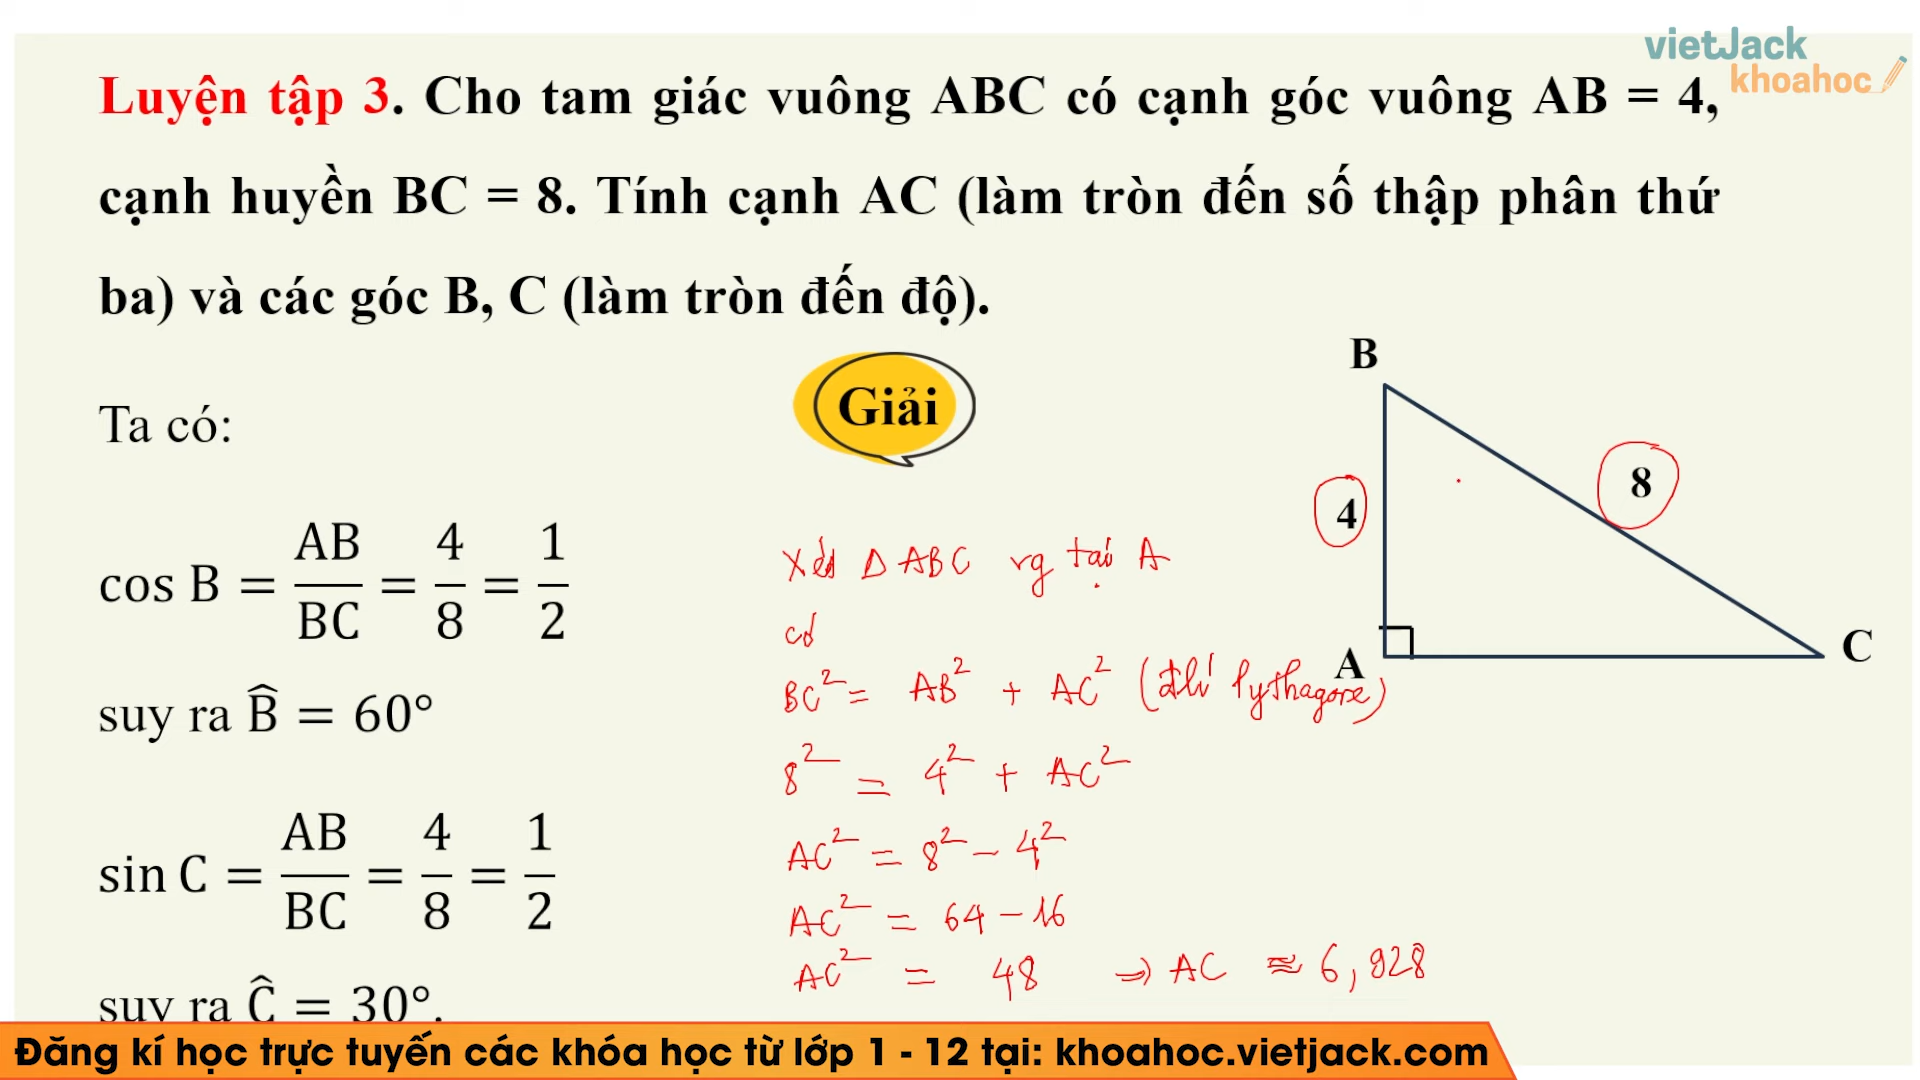 vietJack
khoahoc
Luyện tập 3. Cho tam giác vuông ABC có cạnh góc vuông AB = 4,
cạnh huyền BC = 8. Tính cạnh AC (làm tròn đến số thập phân thứ
ba) và các góc B, C (làm tròn đến độ).
Giải
Ta có:
cos B = AB/BC = 4/8 = 1/2
suy ra B̂ = 60°
sin C = AB/BC = 4/8 = 1/2
suy ra Ĉ = 30°.
Xét Δ ABC vg tại A
có
BC² = AB² + AC² (đlí Pythagore)
8² = 4² + AC²
AC² = 8² - 4²
AC² = 64 - 16
AC² = 48 ⇒ AC ≈ 6,928
B
4
8
A
C
Đăng kí học trực tuyến các khóa học từ lớp 1 - 12 tại: khoahoc.vietjack.com